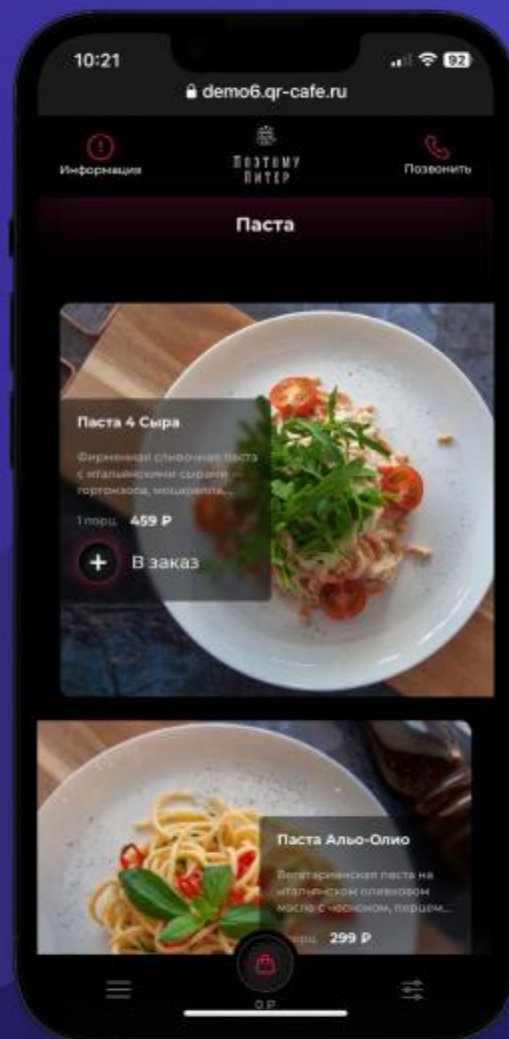 10:21
92
demo6.qr-cafe.ru
Информация
Поэтому
Питер
Позвонить
Паста
Паста 4 Сыра
Фирменная сливочная паста
с итальянскими сырами —
горгонзола, моцарелла,...
1 порц. 459 ₽
В заказ
Паста Альо-Олио
Вегетарианская паста на
итальянском оливковом
масле с чесноком, перцем...
порц. 299 ₽
0 ₽